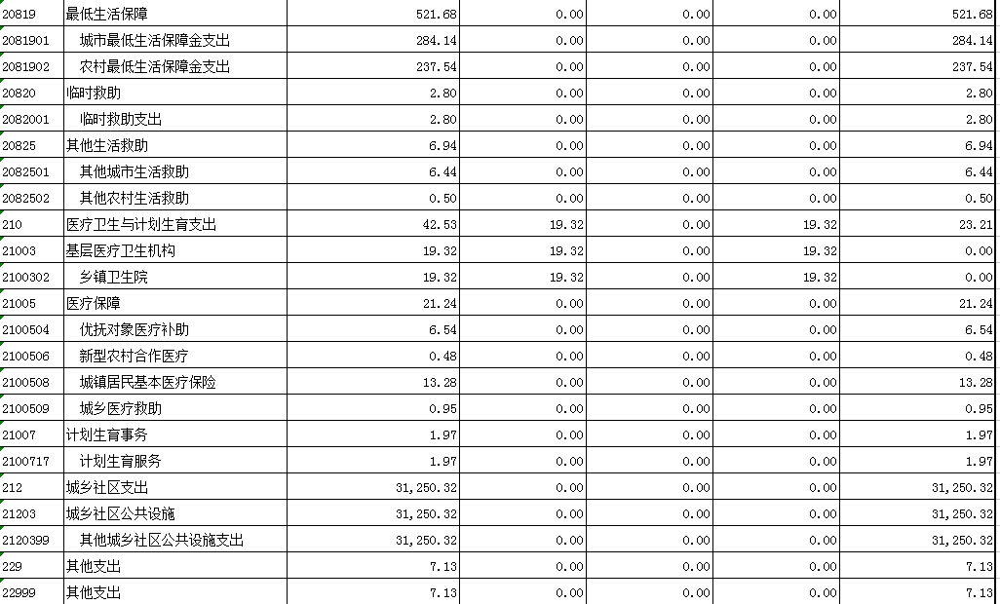 20819 最低生活保障 521.68 0.00 0.00 0.00 521.68
2081901 城市最低生活保障金支出 284.14 0.00 0.00 0.00 284.14
2081902 农村最低生活保障金支出 237.54 0.00 0.00 0.00 237.54
20820 临时救助 2.80 0.00 0.00 0.00 2.80
2082001 临时救助支出 2.80 0.00 0.00 0.00 2.80
20825 其他生活救助 6.94 0.00 0.00 0.00 6.94
2082501 其他城市生活救助 6.44 0.00 0.00 0.00 6.44
2082502 其他农村生活救助 0.50 0.00 0.00 0.00 0.50
210 医疗卫生与计划生育支出 42.53 19.32 0.00 19.32 23.21
21003 基层医疗卫生机构 19.32 19.32 0.00 19.32 0.00
2100302 乡镇卫生院 19.32 19.32 0.00 19.32 0.00
21005 医疗保障 21.24 0.00 0.00 0.00 21.24
2100504 优抚对象医疗补助 6.54 0.00 0.00 0.00 6.54
2100506 新型农村合作医疗 0.48 0.00 0.00 0.00 0.48
2100508 城镇居民基本医疗保险 13.28 0.00 0.00 0.00 13.28
2100509 城乡医疗救助 0.95 0.00 0.00 0.00 0.95
21007 计划生育事务 1.97 0.00 0.00 0.00 1.97
2100717 计划生育服务 1.97 0.00 0.00 0.00 1.97
212 城乡社区支出 31,250.32 0.00 0.00 0.00 31,250.32
21203 城乡社区公共设施 31,250.32 0.00 0.00 0.00 31,250.32
2120399 其他城乡社区公共设施支出 31,250.32 0.00 0.00 0.00 31,250.32
229 其他支出 7.13 0.00 0.00 0.00 7.13
22999 其他支出 7.13 0.00 0.00 0.00 7.13